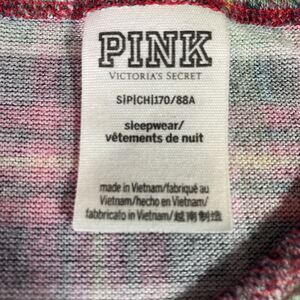 PINK
VICTORIA'S SECRET
S|P|CH|170/88A
sleepwear/
vêtements de nuit
made in Vietnam/fabriqué au
Vietnam/hecho en Vietnam/
fabbricato in Vietnam/越南制造